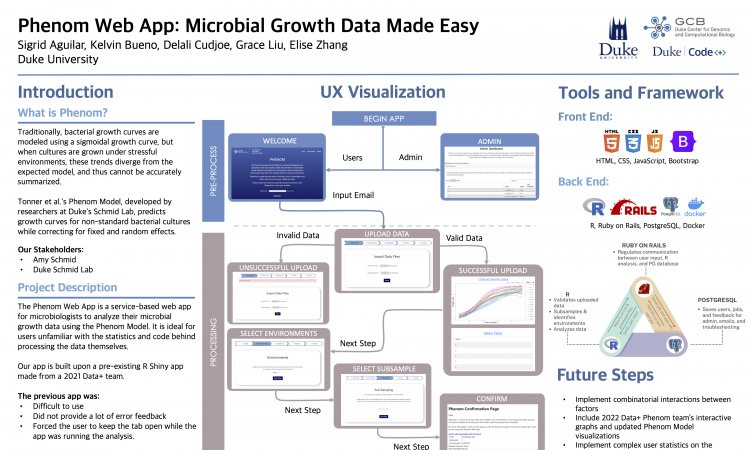 Phenom Web App: Microbial Growth Data Made Easy
Sigrid Aguilar, Kelvin Bueno, Delali Cudjoe, Grace Liu, Elise Zhang
Duke University
Duke
UNIVERSITY
GCB
Duke Center for Genomic
and Computational Biology
Duke | Code<+>
Introduction
What is Phenom?
Traditionally, bacterial growth curves are
modeled using a sigmoidal growth curve, but
when cultures are grown under stressful
environments, these trends diverge from the
expected model, and thus cannot be accurately
summarized.
Tonner et al.'s Phenom Model, developed by
researchers at Duke's Schmid Lab, predicts
growth curves for non-standard bacterial cultures
while correcting for fixed and random effects.
Our Stakeholders:
• Amy Schmid
• Duke Schmid Lab
Project Description
The Phenom Web App is a service-based web app
for microbiologists to analyze their microbial
growth data using the Phenom Model. It is ideal for
users unfamiliar with the statistics and code behind
processing the data themselves.
Our app is built upon a pre-existing R Shiny app
made from a 2021 Data+ team.
The previous app was:
• Difficult to use
• Did not provide a lot of error feedback
• Forced the user to keep the tab open while the
app was running the analysis.
UX Visualization
BEGIN APP
PRE-PROCESS
WELCOME
PHENOM
Users
Admin
ADMIN
Input Email
PROCESSING
Invalid Data
UPLOAD DATA
Import Data Files
Valid Data
UNSUCCESSFUL UPLOAD
Import Data Files
SUCCESSFUL UPLOAD
Optical Density Data
Meta Data
Next Step
SELECT ENVIRONMENTS
Environments
Next Step
SELECT SUBSAMPLE
Sub-Sampling
Next Step
CONFIRM
Phenom Confirmation Page
Tools and Framework
Front End:
HTML
CSS
JS
B
HTML, CSS, JavaScript, Bootstrap
Back End:
R
RAILS
PostgreSQL
docker
R, Ruby on Rails, PostgreSQL, Docker
RUBY ON RAILS
• Regulates communication
between user input, R
analysis, and PG database
R
• Validates uploaded
data
• Subsamples &
identifies
environments
• Analyzes data
POSTGRESQL
• Saves users, jobs,
and feedback for
admin, emails, and
troubleshooting
Future Steps
• Implement combinatorial interactions between
factors
• Include 2022 Data+ Phenom team's interactive
graphs and updated Phenom Model
visualizations
• Implement complex user statistics on the